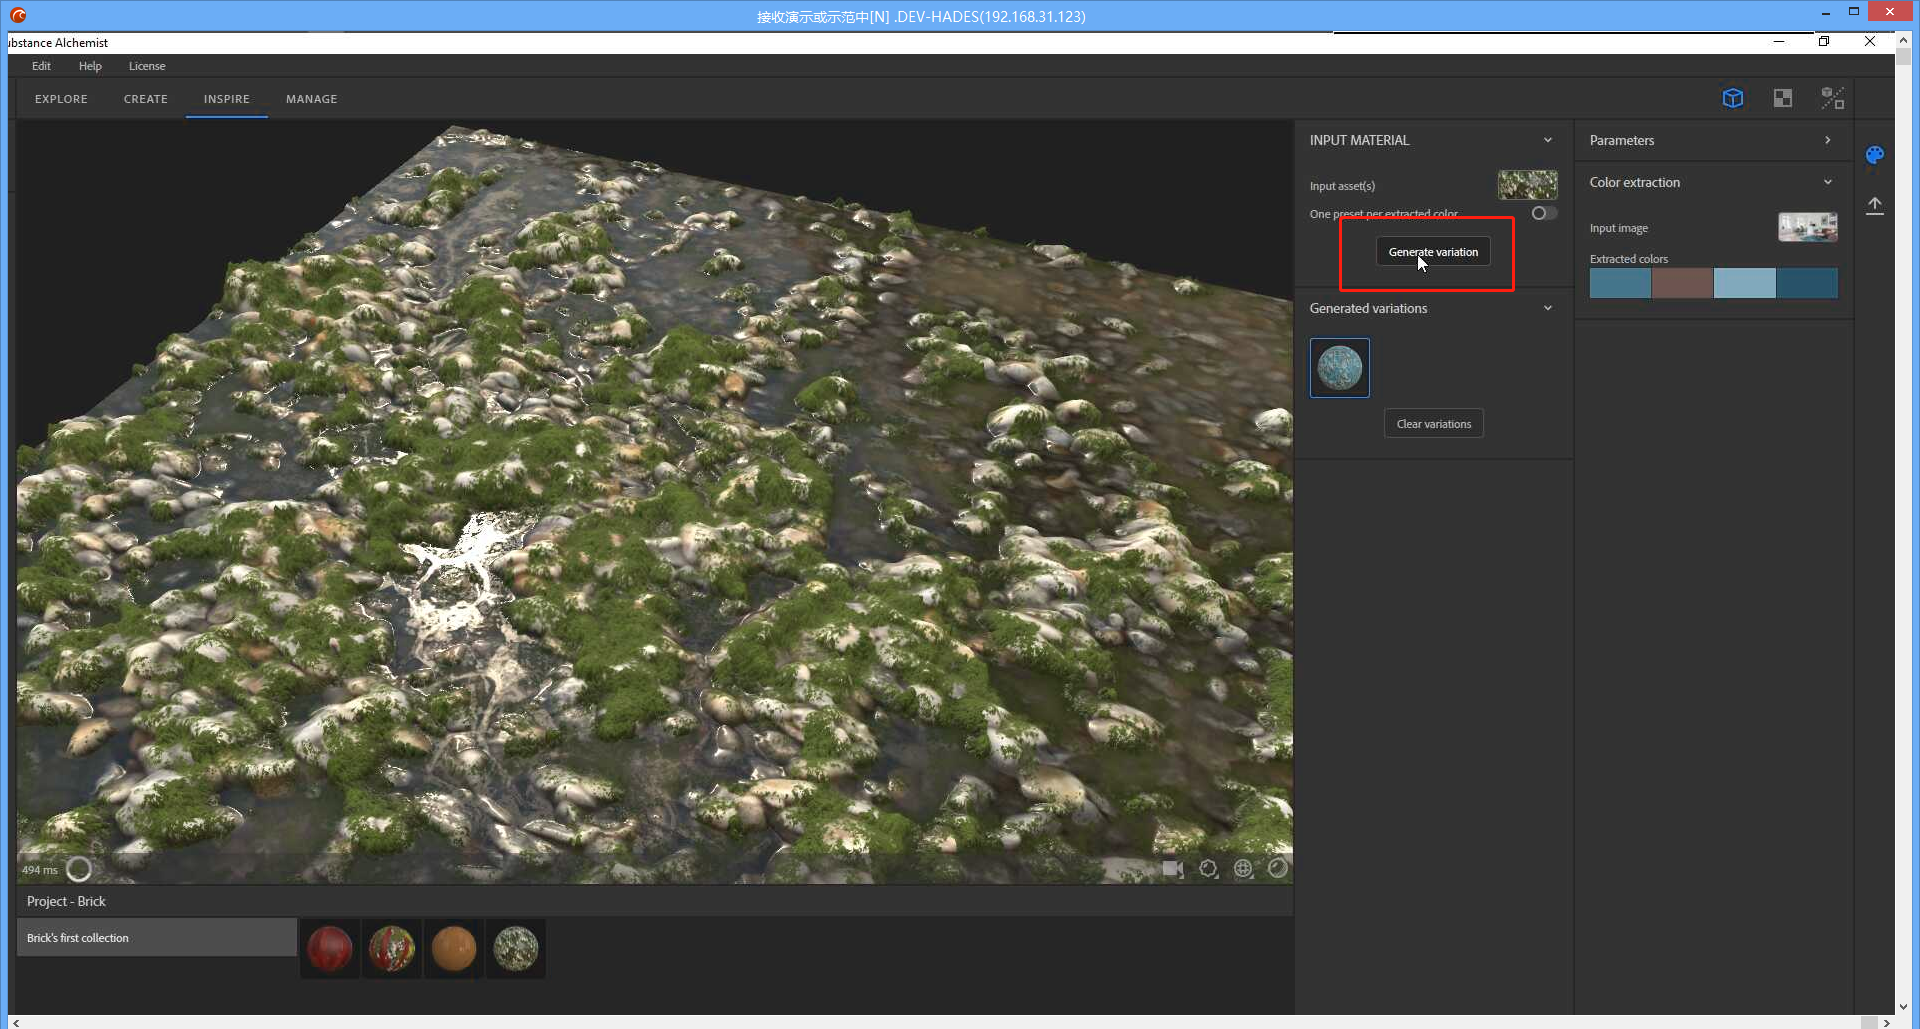 接收演示或示范中[N] .DEV-HADES(192.168.31.123)
ubstance Alchemist
Edit Help License
EXPLORE CREATE INSPIRE MANAGE
INPUT MATERIAL
Input asset(s)
One preset per extracted color
Generate variation
Generated variations
Clear variations
Parameters
Color extraction
Input image
Extracted colors
494 ms
Project - Brick
Brick's first collection